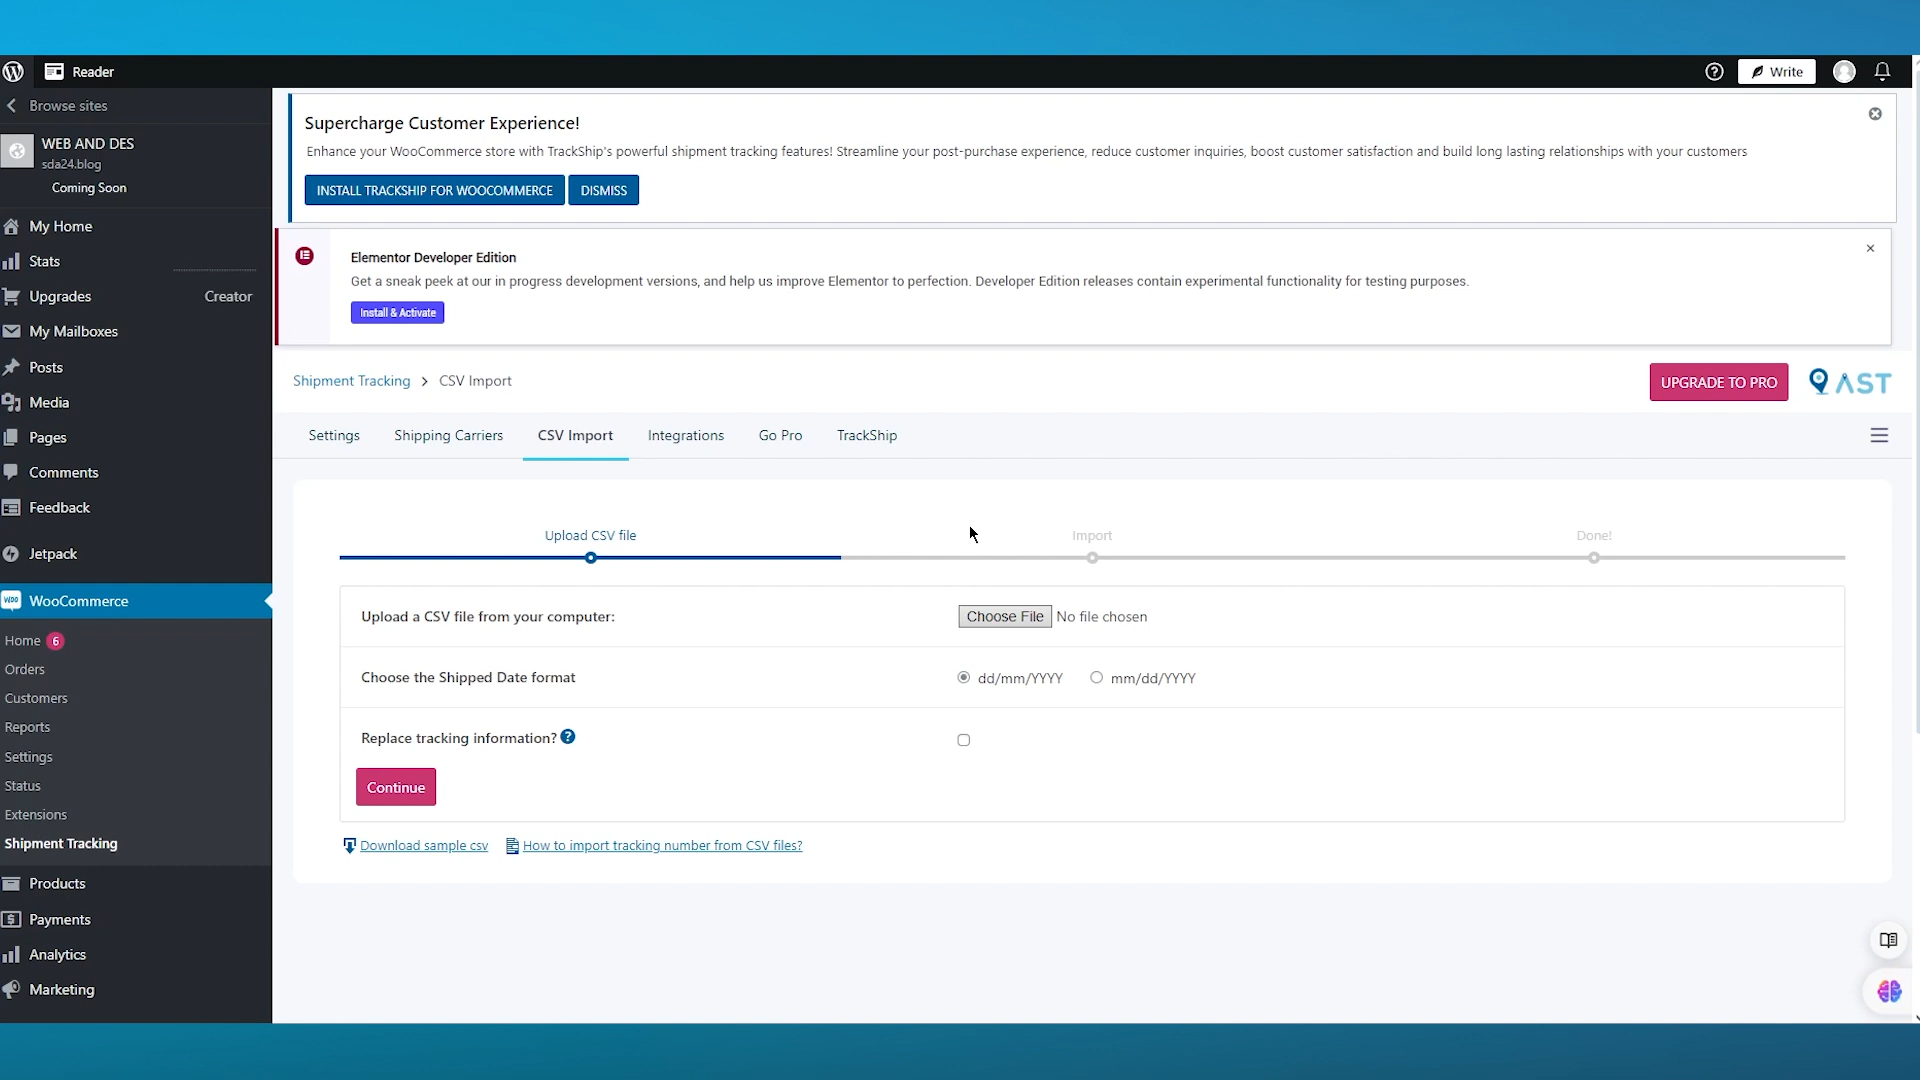 Reader
Write
Browse sites
WEB AND DES
sda24.blog
Coming Soon
My Home
Stats
Upgrades Creator
My Mailboxes
Posts
Media
Pages
Comments
Feedback
Jetpack
WooCommerce
Home 6
Orders
Customers
Reports
Settings
Status
Extensions
Shipment Tracking
Products
Payments
Analytics
Marketing
Supercharge Customer Experience!
Enhance your WooCommerce store with TrackShip's powerful shipment tracking features! Streamline your post-purchase experience, reduce customer inquiries, boost customer satisfaction and build long lasting relationships with your customers
INSTALL TRACKSHIP FOR WOOCOMMERCE DISMISS
Elementor Developer Edition
Get a sneak peek at our in progress development versions, and help us improve Elementor to perfection. Developer Edition releases contain experimental functionality for testing purposes.
Install & Activate
Shipment Tracking > CSV Import
UPGRADE TO PRO
AST
Settings Shipping Carriers CSV Import Integrations Go Pro TrackShip
Upload CSV file Import Done!
Upload a CSV file from your computer: Choose File No file chosen
Choose the Shipped Date format dd/mm/YYYY mm/dd/YYYY
Replace tracking information? ?
Continue
Download sample csv How to import tracking number from CSV files?